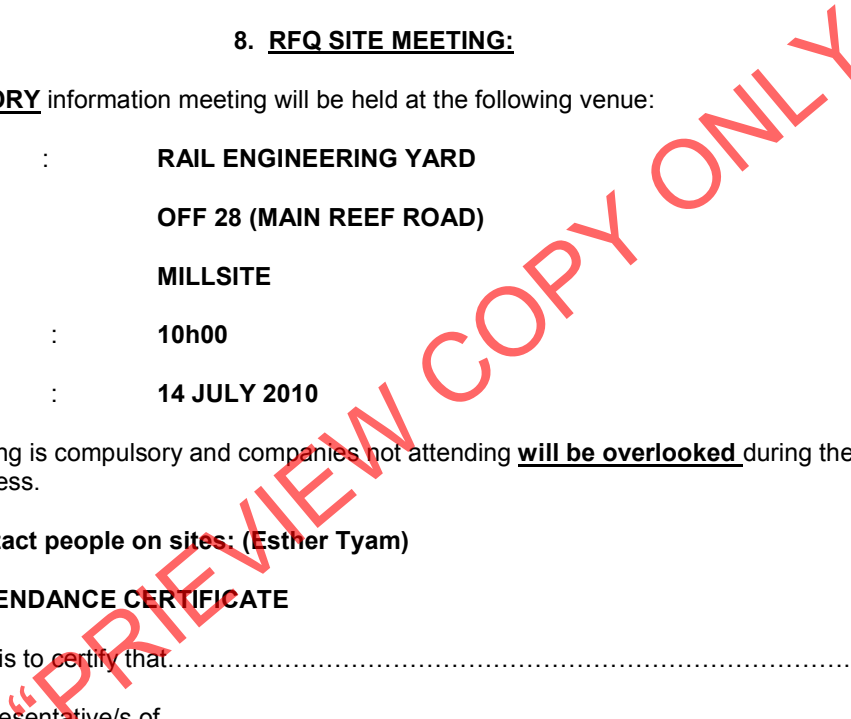 8. RFQ SITE MEETING:
ORY information meeting will be held at the following venue:
: RAIL ENGINEERING YARD
OFF 28 (MAIN REEF ROAD)
MILLSITE
: 10h00
: 14 JULY 2010
ng is compulsory and companies not attending will be overlooked during the
ess.
tact people on sites: (Esther Tyam)
ENDANCE CERTIFICATE
is to certify that……………………………………………………………………….
esentative/s of
“PRIEVIEW COPY ONLY